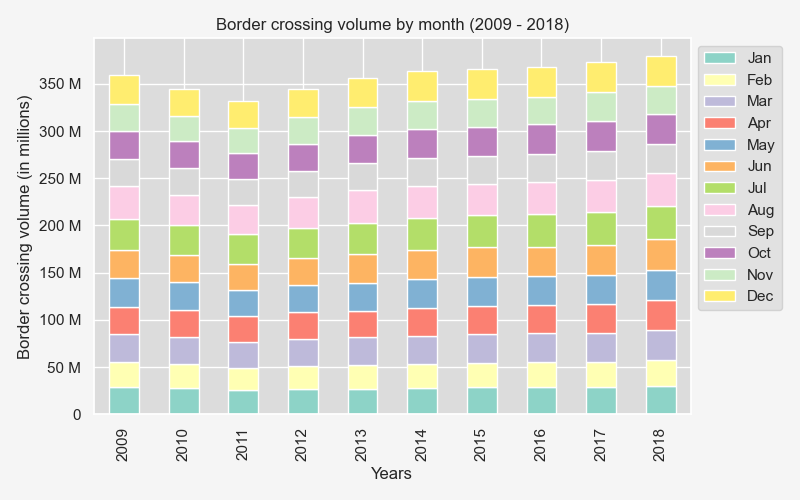 Border crossing volume by month (2009 - 2018)
Border crossing volume (in millions)
350 M
300 M
250 M
200 M
150 M
100 M
50 M
0
2009
2010
2011
2012
2013
2014
2015
2016
2017
2018
Years
Jan
Feb
Mar
Apr
May
Jun
Jul
Aug
Sep
Oct
Nov
Dec